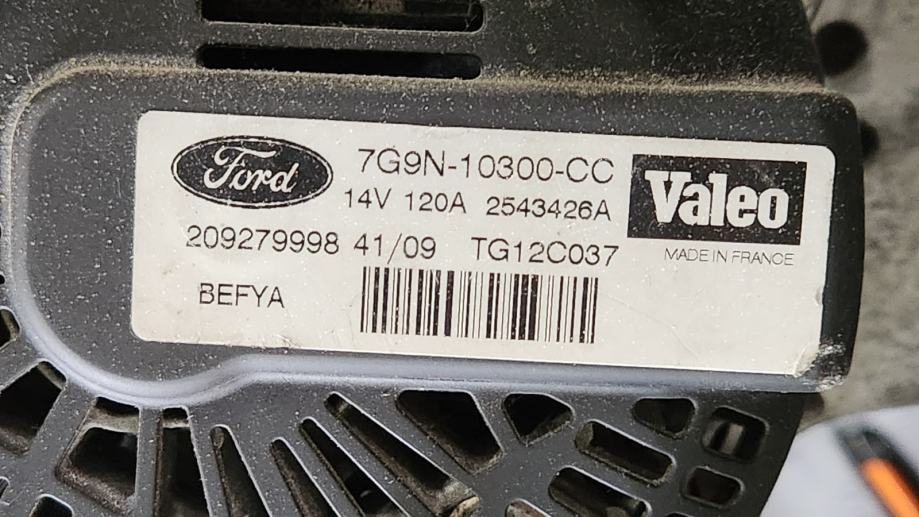 Ford
7G9N-10300-CC
Valeo
14V 120A 2543426A
209279998 41/09 TG12C037
MADE IN FRANCE
BEFYA